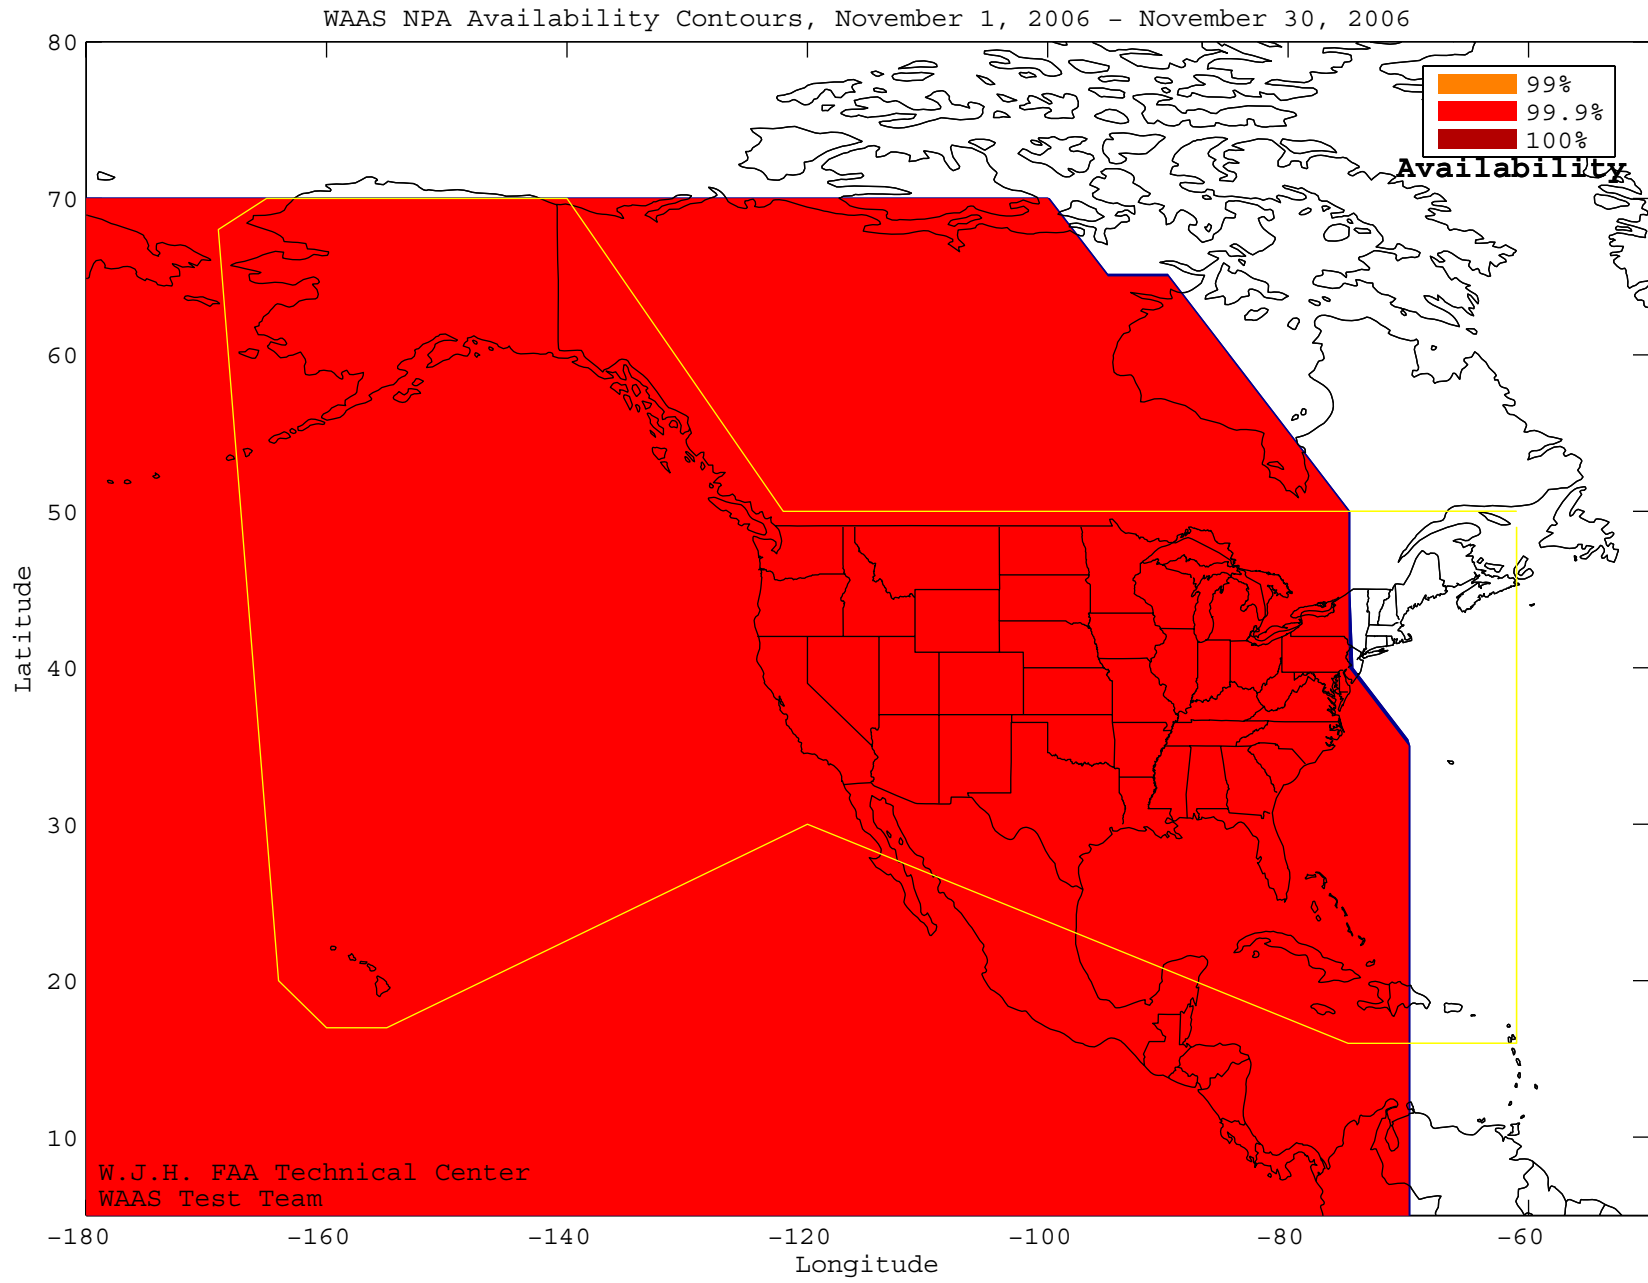 WAAS NPA Availability Contours, November 1, 2006 - November 30, 2006
80
70
60
50
40
30
20
10
Latitude
99%
99.9%
100%
Availability
W.J.H. FAA Technical Center
WAAS Test Team
-180 -160 -140 -120 -100 -80 -60
Longitude